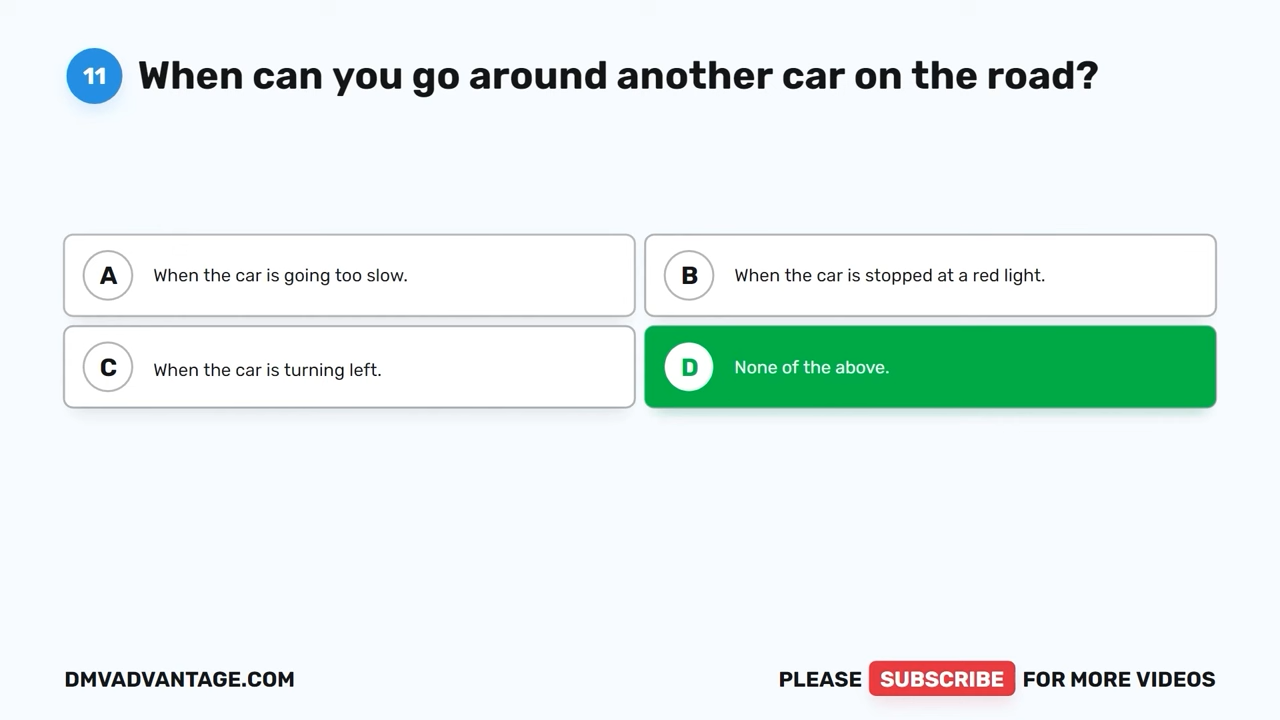 11 When can you go around another car on the road?
A When the car is going too slow.
B When the car is stopped at a red light.
C When the car is turning left.
D None of the above.
DMVADVANTAGE.COM
PLEASE SUBSCRIBE FOR MORE VIDEOS